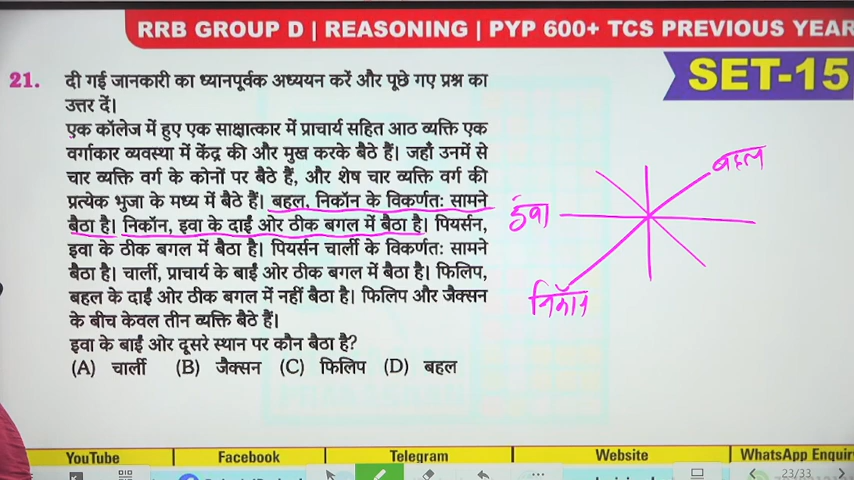 RRB GROUP D | REASONING | PYP 600+ TCS PREVIOUS YEAR
SET-15
21. दी गई जानकारी का ध्यानपूर्वक अध्ययन करें और पूछे गए प्रश्न का
उत्तर दें।
एक कॉलेज में हुए एक साक्षात्कार में प्राचार्य सहित आठ व्यक्ति एक
वर्गाकार व्यवस्था में केंद्र की और मुख करके बैठे हैं। जहाँ उनमें से
चार व्यक्ति वर्ग के कोनों पर बैठे हैं, और शेष चार व्यक्ति वर्ग की
प्रत्येक भुजा के मध्य में बैठे हैं। बहल, निकॉन के विकर्णतः सामने
बैठा है। निकॉन, इवा के दाईं ओर ठीक बगल में बैठा है। पियर्सन,
इवा के ठीक बगल में बैठा है। पियर्सन चार्ली के विकर्णतः सामने
बैठा है। चार्ली, प्राचार्य के बाईं ओर ठीक बगल में बैठा है। फिलिप,
बहल के दाईं ओर ठीक बगल में नहीं बैठा है। फिलिप और जैक्सन
के बीच केवल तीन व्यक्ति बैठे हैं।
इवा के बाईं ओर दूसरे स्थान पर कौन बैठा है?
(A) चार्ली (B) जैक्सन (C) फिलिप (D) बहल
बहल
इवा
निकॉन
YouTube Facebook Telegram Website WhatsApp Enquiry
23/33